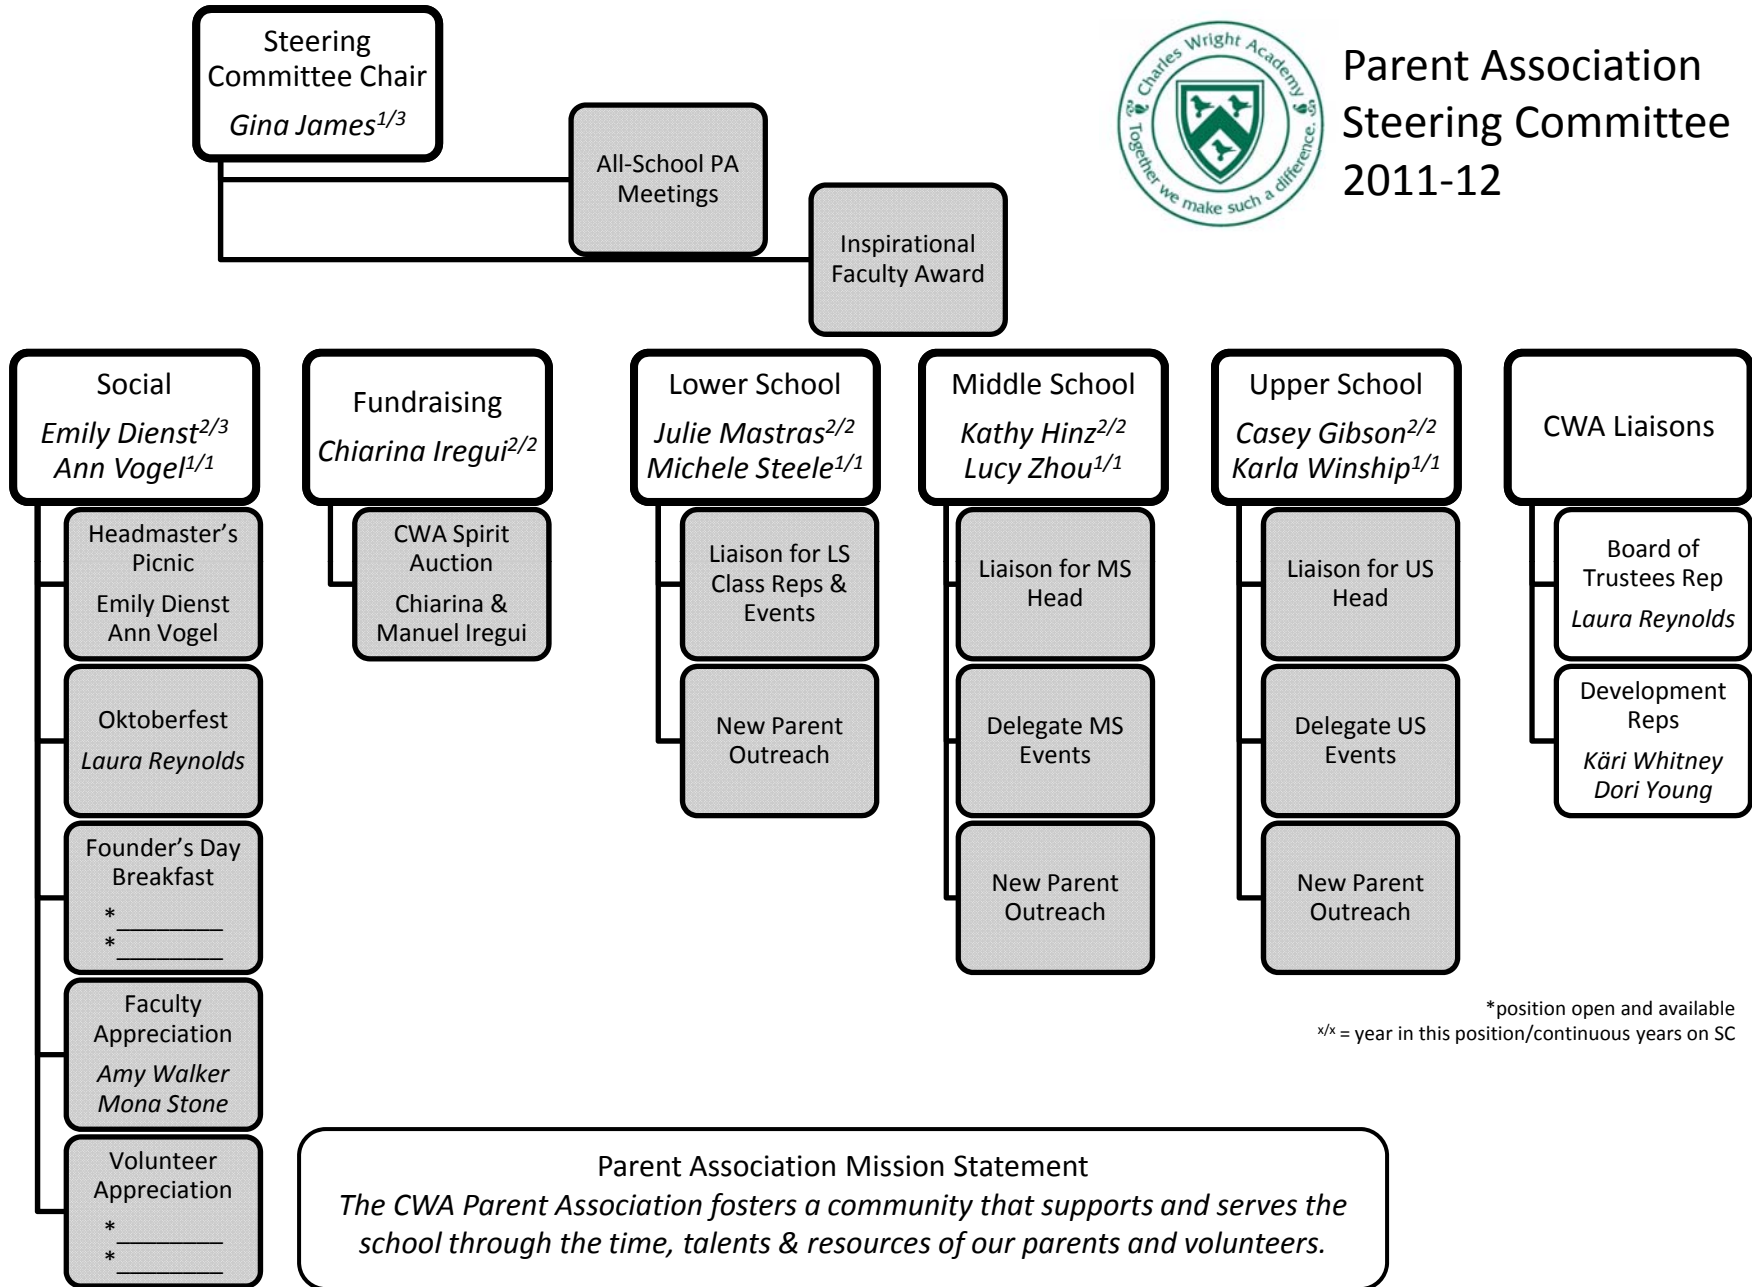 Steering
Committee Chair
Gina James1/3
All-School PA
Meetings
Inspirational
Faculty Award
Charles Wright Academy
Together we make such a difference.
Parent Association
Steering Committee
2011-12
Social
Emily Dienst2/3
Ann Vogel1/1
Headmaster's
Picnic
Emily Dienst
Ann Vogel
Oktoberfest
Laura Reynolds
Founder's Day
Breakfast
*________
*________
Faculty
Appreciation
Amy Walker
Mona Stone
Volunteer
Appreciation
*________
*________
Fundraising
Chiarina Iregui2/2
CWA Spirit
Auction
Chiarina &
Manuel Iregui
Lower School
Julie Mastras2/2
Michele Steele1/1
Liaison for LS
Class Reps &
Events
New Parent
Outreach
Middle School
Kathy Hinz2/2
Lucy Zhou1/1
Liaison for MS
Head
Delegate MS
Events
New Parent
Outreach
Upper School
Casey Gibson2/2
Karla Winship1/1
Liaison for US
Head
Delegate US
Events
New Parent
Outreach
CWA Liaisons
Board of
Trustees Rep
Laura Reynolds
Development
Reps
Käri Whitney
Dori Young
*position open and available
x/x = year in this position/continuous years on SC
Parent Association Mission Statement
The CWA Parent Association fosters a community that supports and serves the
school through the time, talents & resources of our parents and volunteers.